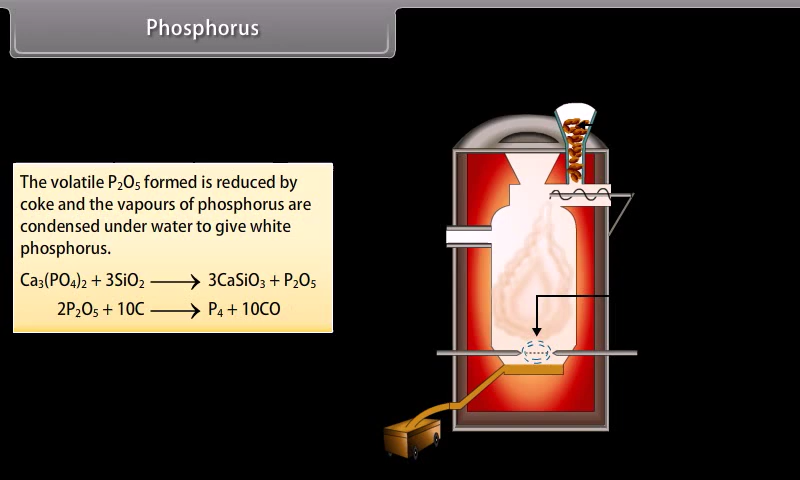 Phosphorus
The volatile P₂O₅ formed is reduced by
coke and the vapours of phosphorus are
condensed under water to give white
phosphorus.
Ca₃(PO₄)₂ + 3SiO₂ ⟶ 3CaSiO₃ + P₂O₅
2P₂O₅ + 10C ⟶ P₄ + 10CO